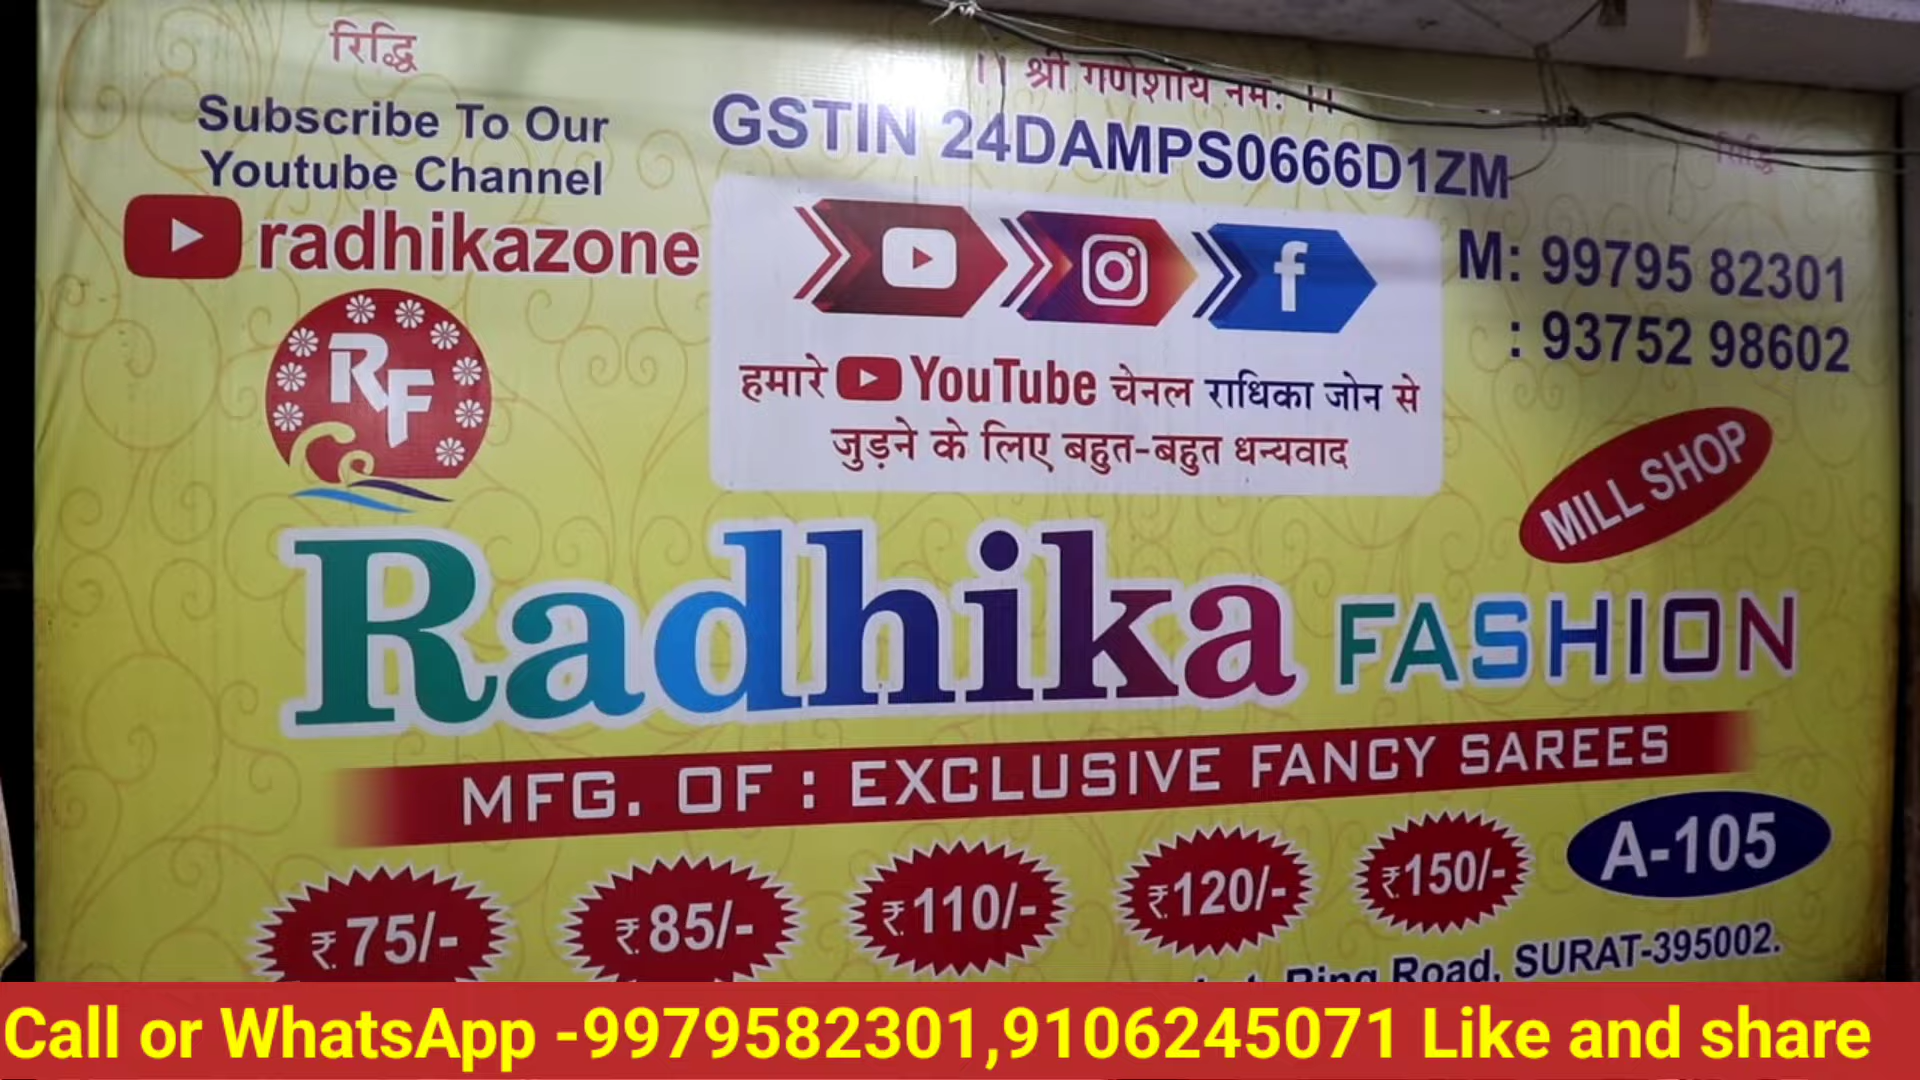 रिद्धि
।। श्री गणेशाय नमः ।।
सिद्धि
Subscribe To Our
Youtube Channel
radhikazone
GSTIN 24DAMPS0666D1ZM
M: 99795 82301
: 93752 98602
RF
हमारे YouTube चेनल राधिका जोन से
जुड़ने के लिए बहुत-बहुत धन्यवाद
MILL SHOP
Radhika FASHION
MFG. OF : EXCLUSIVE FANCY SAREES
A-105
₹.75/- ₹.85/- ₹.110/- ₹.120/- ₹.150/-
Ring Road, SURAT-395002.
Call or WhatsApp -9979582301,9106245071 Like and share